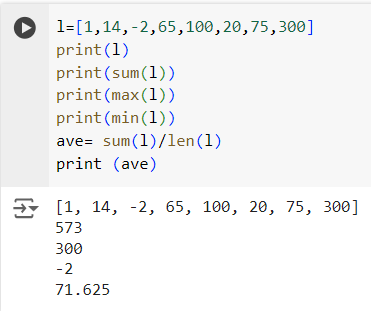 l=[1,14,-2,65,100,20,75,300]
print(l)
print(sum(l))
print(max(l))
print(min(l))
ave= sum(l)/len(l)
print (ave)
[1, 14, -2, 65, 100, 20, 75, 300]
573
300
-2
71.625